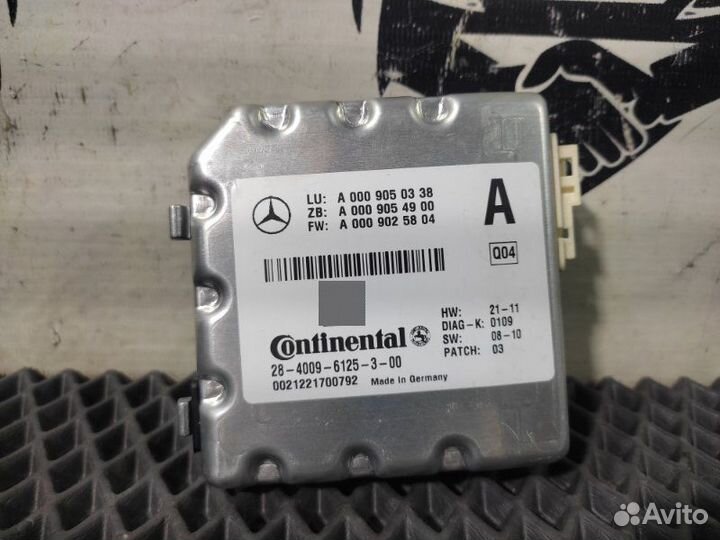 LU: A 000 905 03 38
ZB: A 000 905 49 00
FW: A 000 902 58 04
A
Q04
HW: 21-11
DIAG-K: 0109
SW: 08-10
PATCH: 03
Continental
28-4009-6125-3-00
0021221700792 Made in Germany
Avito